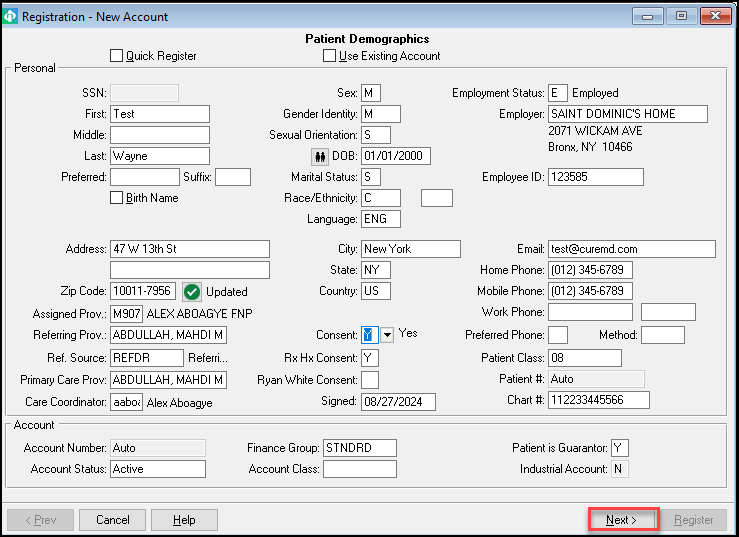 Registration - New Account
Patient Demographics
Quick Register Use Existing Account
Personal
SSN: Sex: M Employment Status: E Employed
First: Test Gender Identity: M Employer: SAINT DOMINIC'S HOME
Middle: Sexual Orientation: S 2071 WICKAM AVE
Last: Wayne DOB: 01/01/2000 Bronx, NY 10466
Preferred: Suffix: Marital Status: S Employee ID: 123585
Birth Name Race/Ethnicity: C
Language: ENG
Address: 47 W 13th St City: New York Email: test@curemd.com
State: NY Home Phone: (012) 345-6789
Zip Code: 10011-7956 Updated Country: US Mobile Phone: (012) 345-6789
Assigned Prov.: M907 ALEX ABOAGYE FNP Work Phone:
Referring Prov.: ABDULLAH, MAHDI M Consent: Y Yes Preferred Phone: Method:
Ref. Source: REFDR Referri... Rx Hx Consent: Y Patient Class: 08
Primary Care Prov: ABDULLAH, MAHDI M Ryan White Consent: Patient #: Auto
Care Coordinator: aaboa Alex Aboagye Signed: 08/27/2024 Chart #: 112233445566
Account
Account Number: Auto Finance Group: STNDRD Patient is Guarantor: Y
Account Status: Active Account Class: Industrial Account: N
< Prev Cancel Help Next > Register